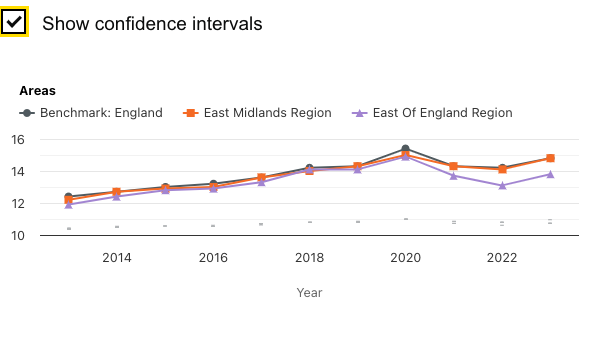 Show confidence intervals
Areas
Benchmark: England East Midlands Region East Of England Region
16
14
12
10
2014 2016 2018 2020 2022
Year